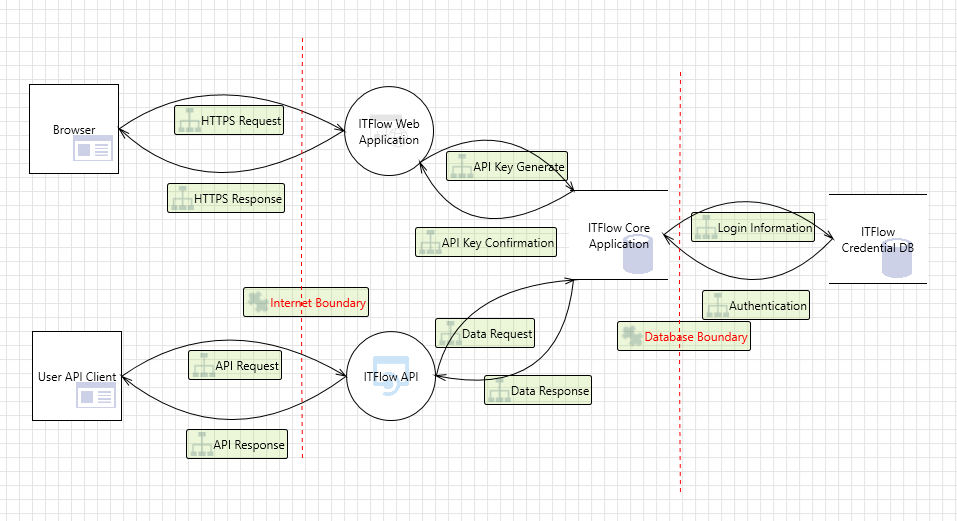 Browser
HTTPS Request
HTTPS Response
ITFlow Web
Application
API Key Generate
API Key Confirmation
ITFlow Core
Application
Login Information
Authentication
ITFlow
Credential DB
Internet Boundary
Database Boundary
User API Client
API Request
API Response
ITFlow API
Data Request
Data Response